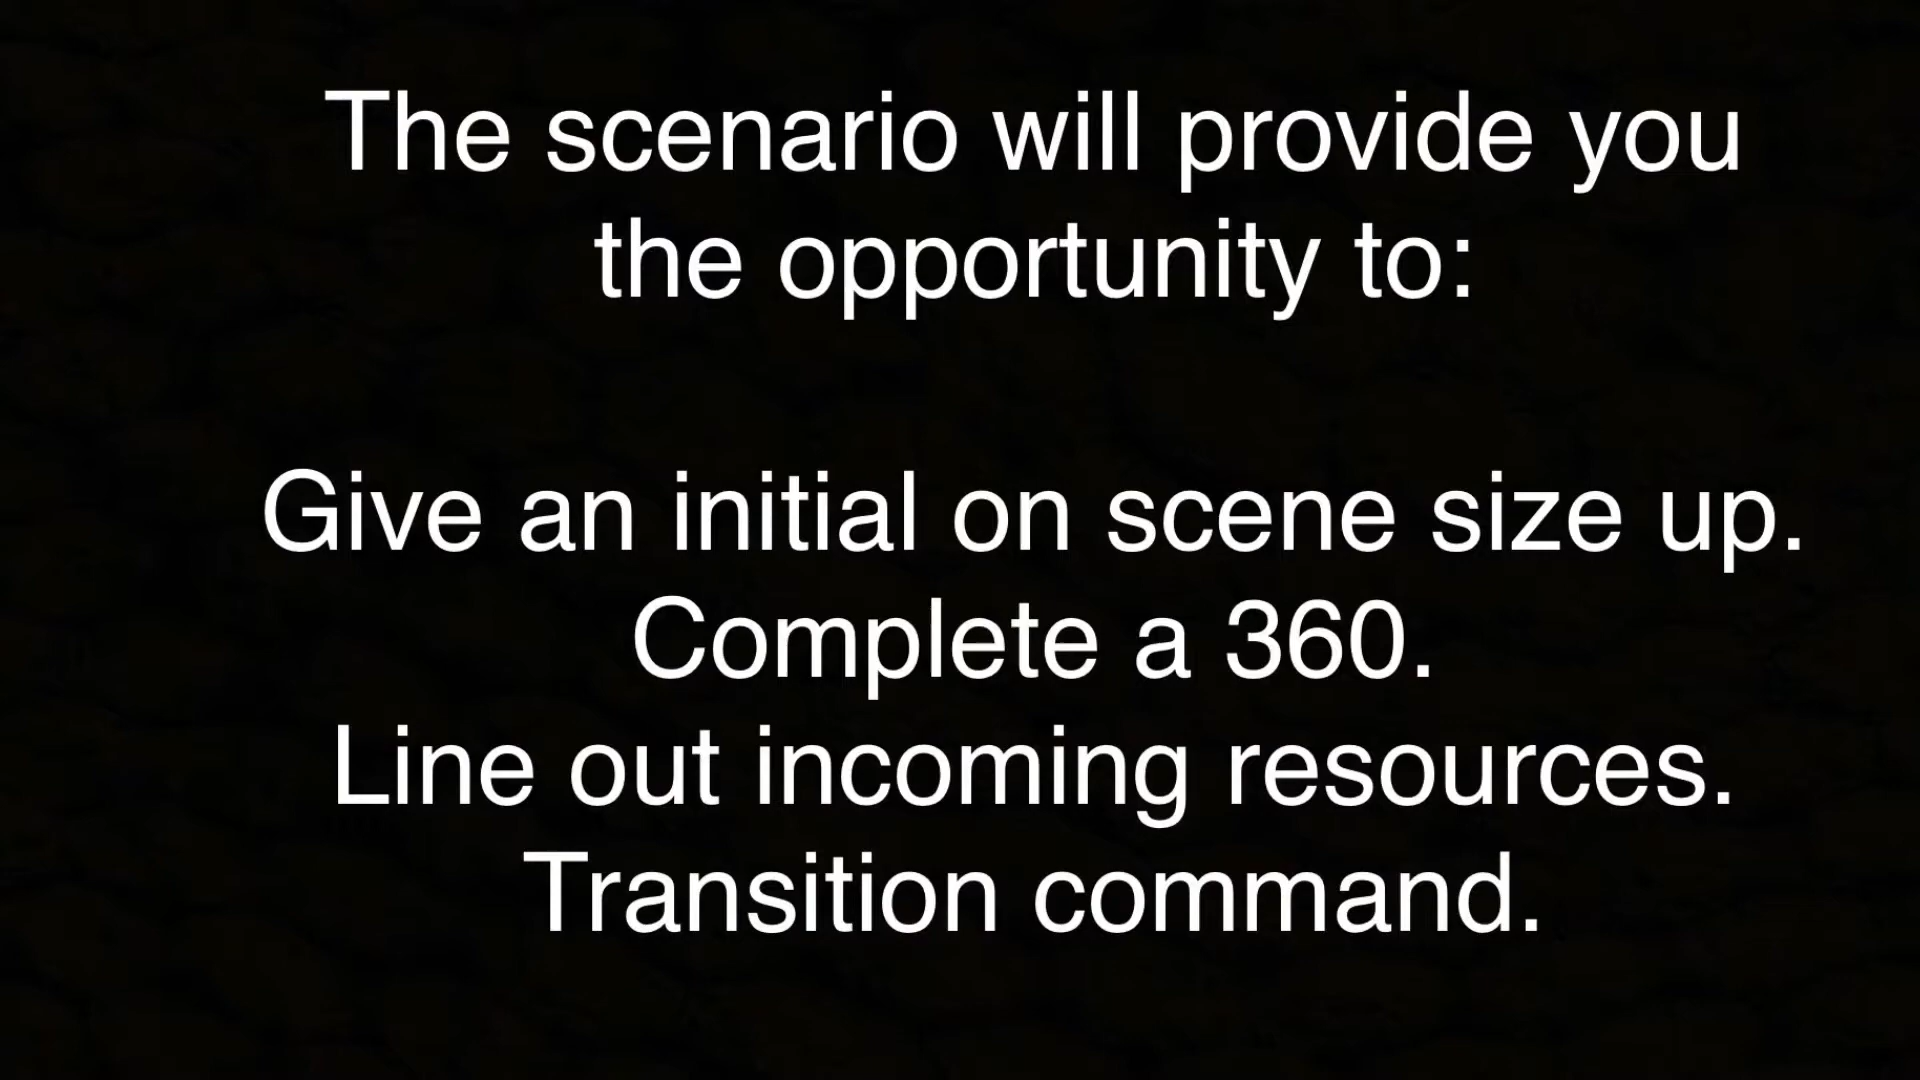 The scenario will provide you
the opportunity to:
Give an initial on scene size up.
Complete a 360.
Line out incoming resources.
Transition command.